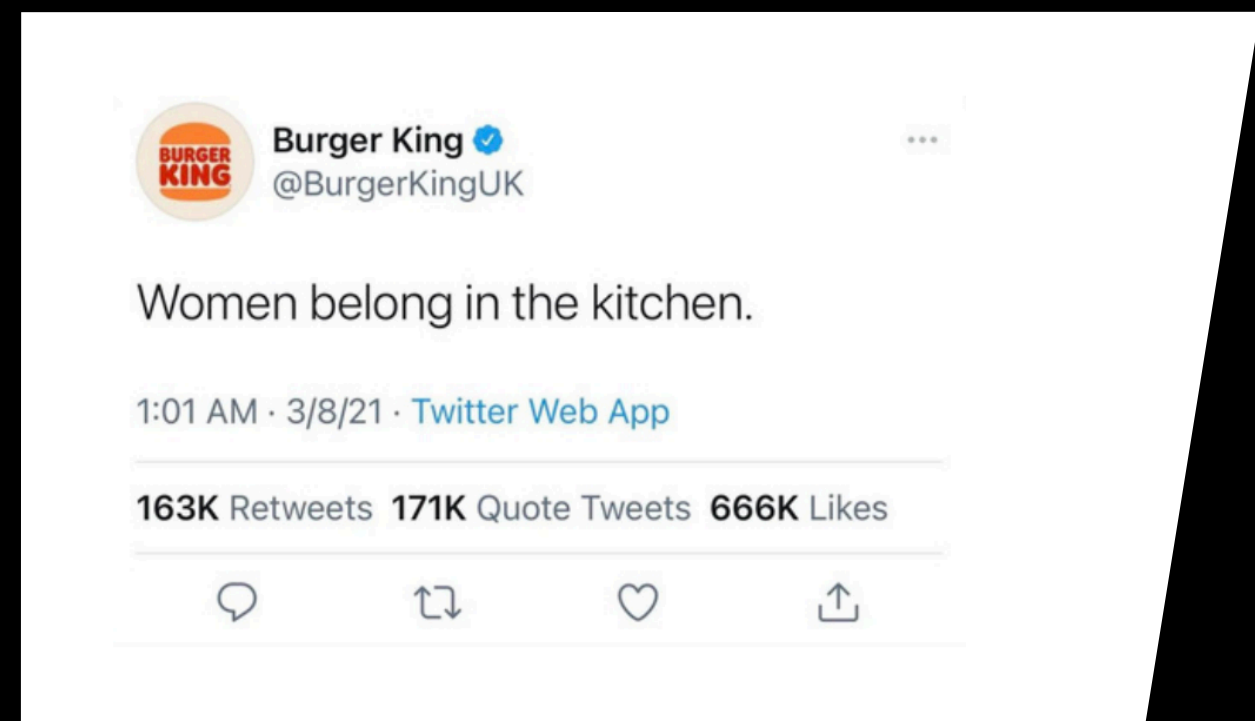 BURGER
KING
Burger King
@BurgerKingUK
Women belong in the kitchen.
1:01 AM · 3/8/21 · Twitter Web App
163K Retweets 171K Quote Tweets 666K Likes